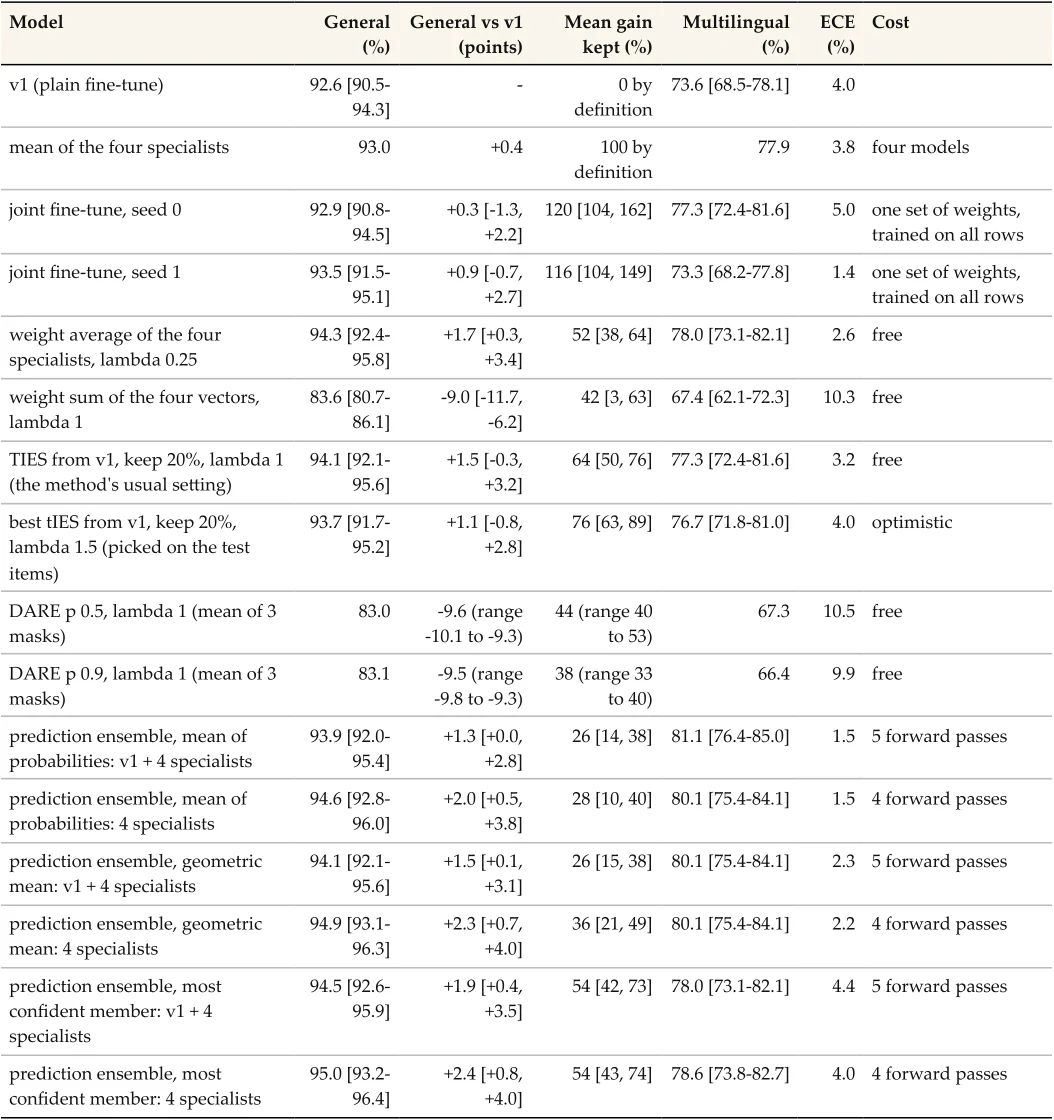 Model General (%) General vs v1 (points) Mean gain kept (%) Multilingual (%) ECE (%) Cost
v1 (plain fine-tune) 92.6 [90.5-94.3] - 0 by definition 73.6 [68.5-78.1] 4.0
mean of the four specialists 93.0 +0.4 100 by definition 77.9 3.8 four models
joint fine-tune, seed 0 92.9 [90.8-94.5] +0.3 [-1.3, +2.2] 120 [104, 162] 77.3 [72.4-81.6] 5.0 one set of weights, trained on all rows
joint fine-tune, seed 1 93.5 [91.5-95.1] +0.9 [-0.7, +2.7] 116 [104, 149] 73.3 [68.2-77.8] 1.4 one set of weights, trained on all rows
weight average of the four specialists, lambda 0.25 94.3 [92.4-95.8] +1.7 [+0.3, +3.4] 52 [38, 64] 78.0 [73.1-82.1] 2.6 free
weight sum of the four vectors, lambda 1 83.6 [80.7-86.1] -9.0 [-11.7, -6.2] 42 [3, 63] 67.4 [62.1-72.3] 10.3 free
TIES from v1, keep 20%, lambda 1 (the method's usual setting) 94.1 [92.1-95.6] +1.5 [-0.3, +3.2] 64 [50, 76] 77.3 [72.4-81.6] 3.2 free
best tIES from v1, keep 20%, lambda 1.5 (picked on the test items) 93.7 [91.7-95.2] +1.1 [-0.8, +2.8] 76 [63, 89] 76.7 [71.8-81.0] 4.0 optimistic
DARE p 0.5, lambda 1 (mean of 3 masks) 83.0 -9.6 (range -10.1 to -9.3) 44 (range 40 to 53) 67.3 10.5 free
DARE p 0.9, lambda 1 (mean of 3 masks) 83.1 -9.5 (range -9.8 to -9.3) 38 (range 33 to 40) 66.4 9.9 free
prediction ensemble, mean of probabilities: v1 + 4 specialists 93.9 [92.0-95.4] +1.3 [+0.0, +2.8] 26 [14, 38] 81.1 [76.4-85.0] 1.5 5 forward passes
prediction ensemble, mean of probabilities: 4 specialists 94.6 [92.8-96.0] +2.0 [+0.5, +3.8] 28 [10, 40] 80.1 [75.4-84.1] 1.5 4 forward passes
prediction ensemble, geometric mean: v1 + 4 specialists 94.1 [92.1-95.6] +1.5 [+0.1, +3.1] 26 [15, 38] 80.1 [75.4-84.1] 2.3 5 forward passes
prediction ensemble, geometric mean: 4 specialists 94.9 [93.1-96.3] +2.3 [+0.7, +4.0] 36 [21, 49] 80.1 [75.4-84.1] 2.2 4 forward passes
prediction ensemble, most confident member: v1 + 4 specialists 94.5 [92.6-95.9] +1.9 [+0.4, +3.5] 54 [42, 73] 78.0 [73.1-82.1] 4.4 5 forward passes
prediction ensemble, most confident member: 4 specialists 95.0 [93.2-96.4] +2.4 [+0.8, +4.0] 54 [43, 74] 78.6 [73.8-82.7] 4.0 4 forward passes